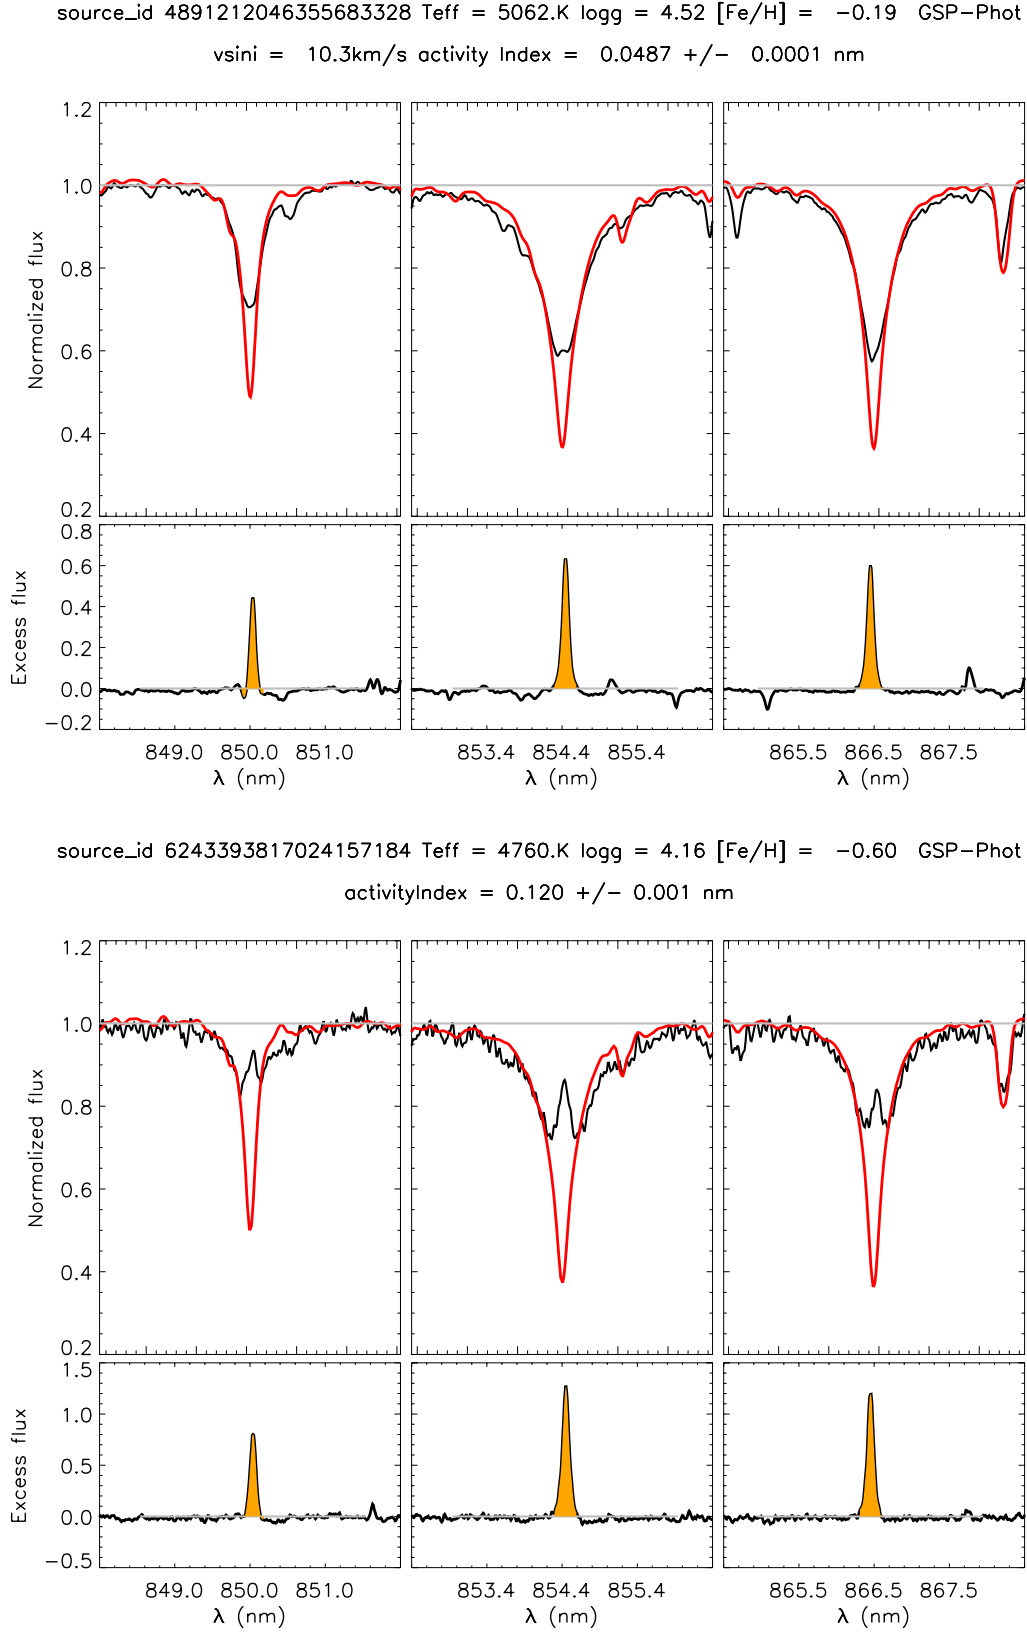 source_id 4891212046355683328 Teff = 5062.K logg = 4.52 [Fe/H] = -0.19 GSP-Phot
vsini = 10.3km/s activity Index = 0.0487 +/- 0.0001 nm
1.2
1.0
0.8
0.6
0.4
0.2
Normalized flux
0.8
0.6
0.4
0.2
0.0
-0.2
Excess flux
849.0 850.0 851.0
853.4 854.4 855.4
865.5 866.5 867.5
λ (nm)
λ (nm)
λ (nm)
source_id 6243393817024157184 Teff = 4760.K logg = 4.16 [Fe/H] = -0.60 GSP-Phot
activityIndex = 0.120 +/- 0.001 nm
1.2
1.0
0.8
0.6
0.4
0.2
Normalized flux
1.5
1.0
0.5
0.0
-0.5
Excess flux
849.0 850.0 851.0
853.4 854.4 855.4
865.5 866.5 867.5
λ (nm)
λ (nm)
λ (nm)